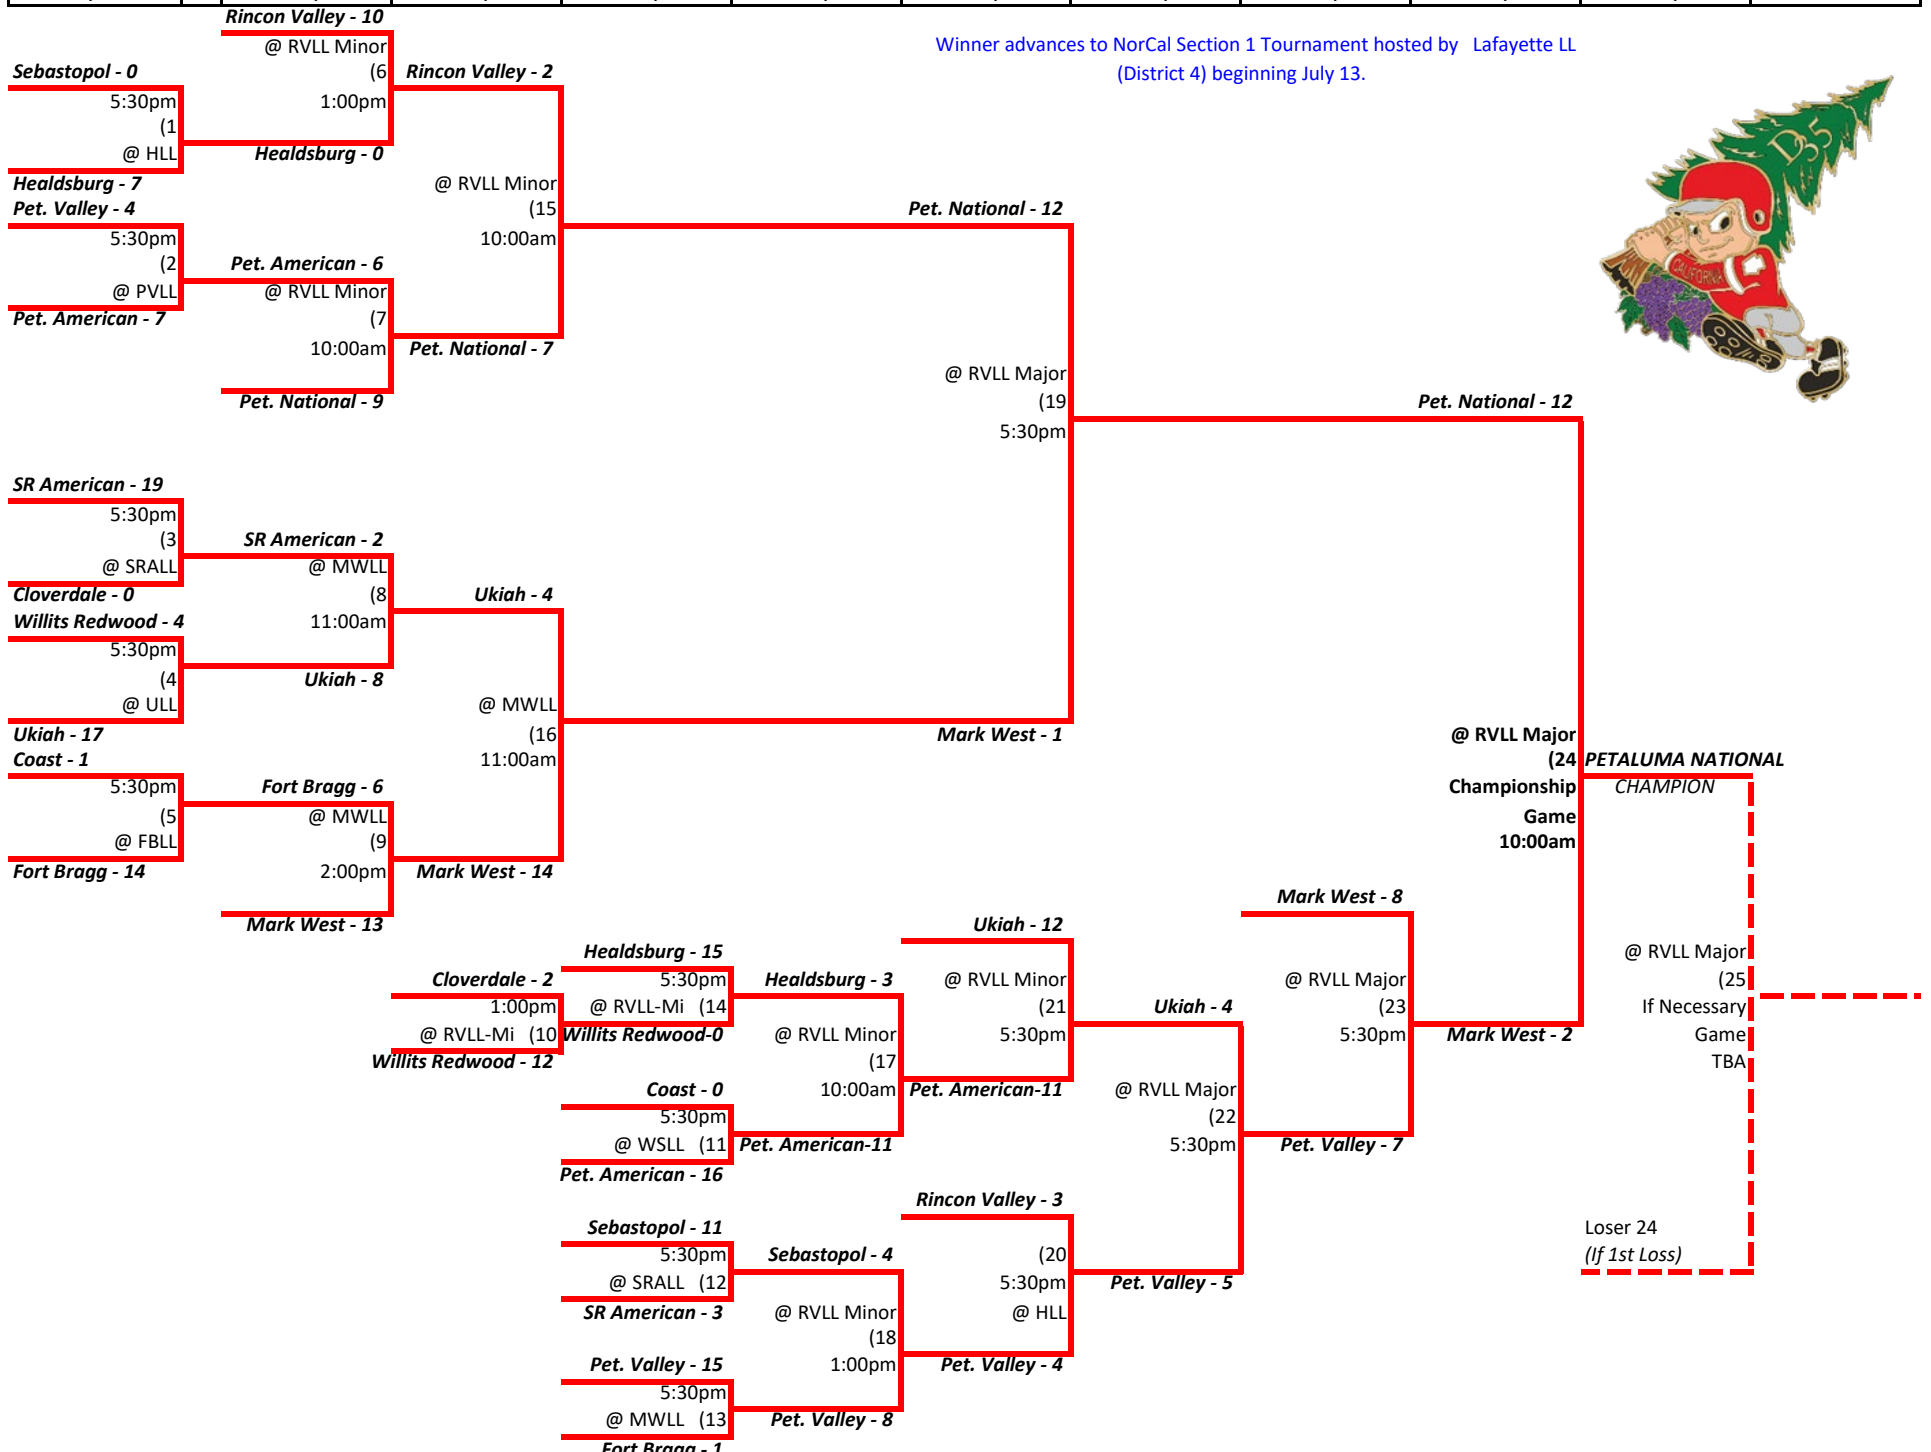 Rincon Valley - 10
@ RVLL Minor
(6
1:00pm
Winner advances to NorCal Section 1 Tournament hosted by Lafayette LL
(District 4) beginning July 13.
Sebastopol - 0
Rincon Valley - 2
5:30pm
(1
@ HLL
Healdsburg - 0
Healdsburg - 7
Pet. Valley - 4
@ RVLL Minor
(15
10:00am
Pet. National - 12
5:30pm
(2
@ PVLL
Pet. American - 6
@ RVLL Minor
(7
10:00am
Pet. American - 7
Pet. National - 7
Pet. National - 9
@ RVLL Major
(19
5:30pm
Pet. National - 12
D35
CALIFORNIA
SR American - 19
5:30pm
(3
@ SRALL
SR American - 2
@ MWLL
(8
11:00am
Cloverdale - 0
Willits Redwood - 4
Ukiah - 4
5:30pm
(4
@ ULL
Ukiah - 8
Ukiah - 17
Coast - 1
@ MWLL
(16
11:00am
Mark West - 1
5:30pm
(5
@ FBLL
Fort Bragg - 6
@ MWLL
(9
2:00pm
Fort Bragg - 14
Mark West - 14
Mark West - 13
@ RVLL Major
(24
Championship
Game
10:00am
PETALUMA NATIONAL
CHAMPION
Mark West - 8
Ukiah - 12
Healdsburg - 15
5:30pm
@ RVLL-Mi (14
Cloverdale - 2
1:00pm
@ RVLL-Mi (10
Willits Redwood-0
Willits Redwood - 12
Healdsburg - 3
@ RVLL Minor
(17
10:00am
@ RVLL Minor
(21
5:30pm
Ukiah - 4
@ RVLL Major
(23
5:30pm
Mark West - 2
@ RVLL Major
(25
If Necessary
Game
TBA
Coast - 0
5:30pm
@ WSLL (11
Pet. American-11
Pet. American-11
Pet. American - 16
@ RVLL Major
(22
5:30pm
Pet. Valley - 7
Rincon Valley - 3
Sebastopol - 11
5:30pm
@ SRALL (12
SR American - 3
Sebastopol - 4
(20
5:30pm
@ HLL
Pet. Valley - 5
Loser 24
(If 1st Loss)
@ RVLL Minor
(18
1:00pm
Pet. Valley - 4
Pet. Valley - 15
5:30pm
@ MWLL (13
Pet. Valley - 8
Fort Bragg - 1